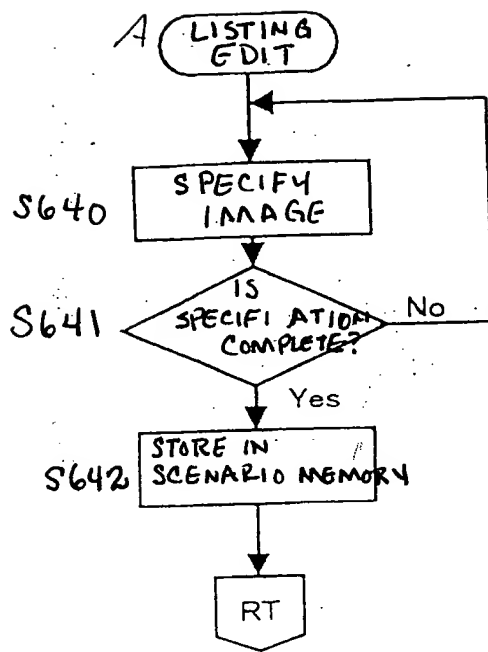 A LISTING
EDIT
S640
SPECIFY
IMAGE
S641
IS
SPECIFI ATION
COMPLETE?
No
Yes
S642
STORE IN
SCENARIO MEMORY
RT